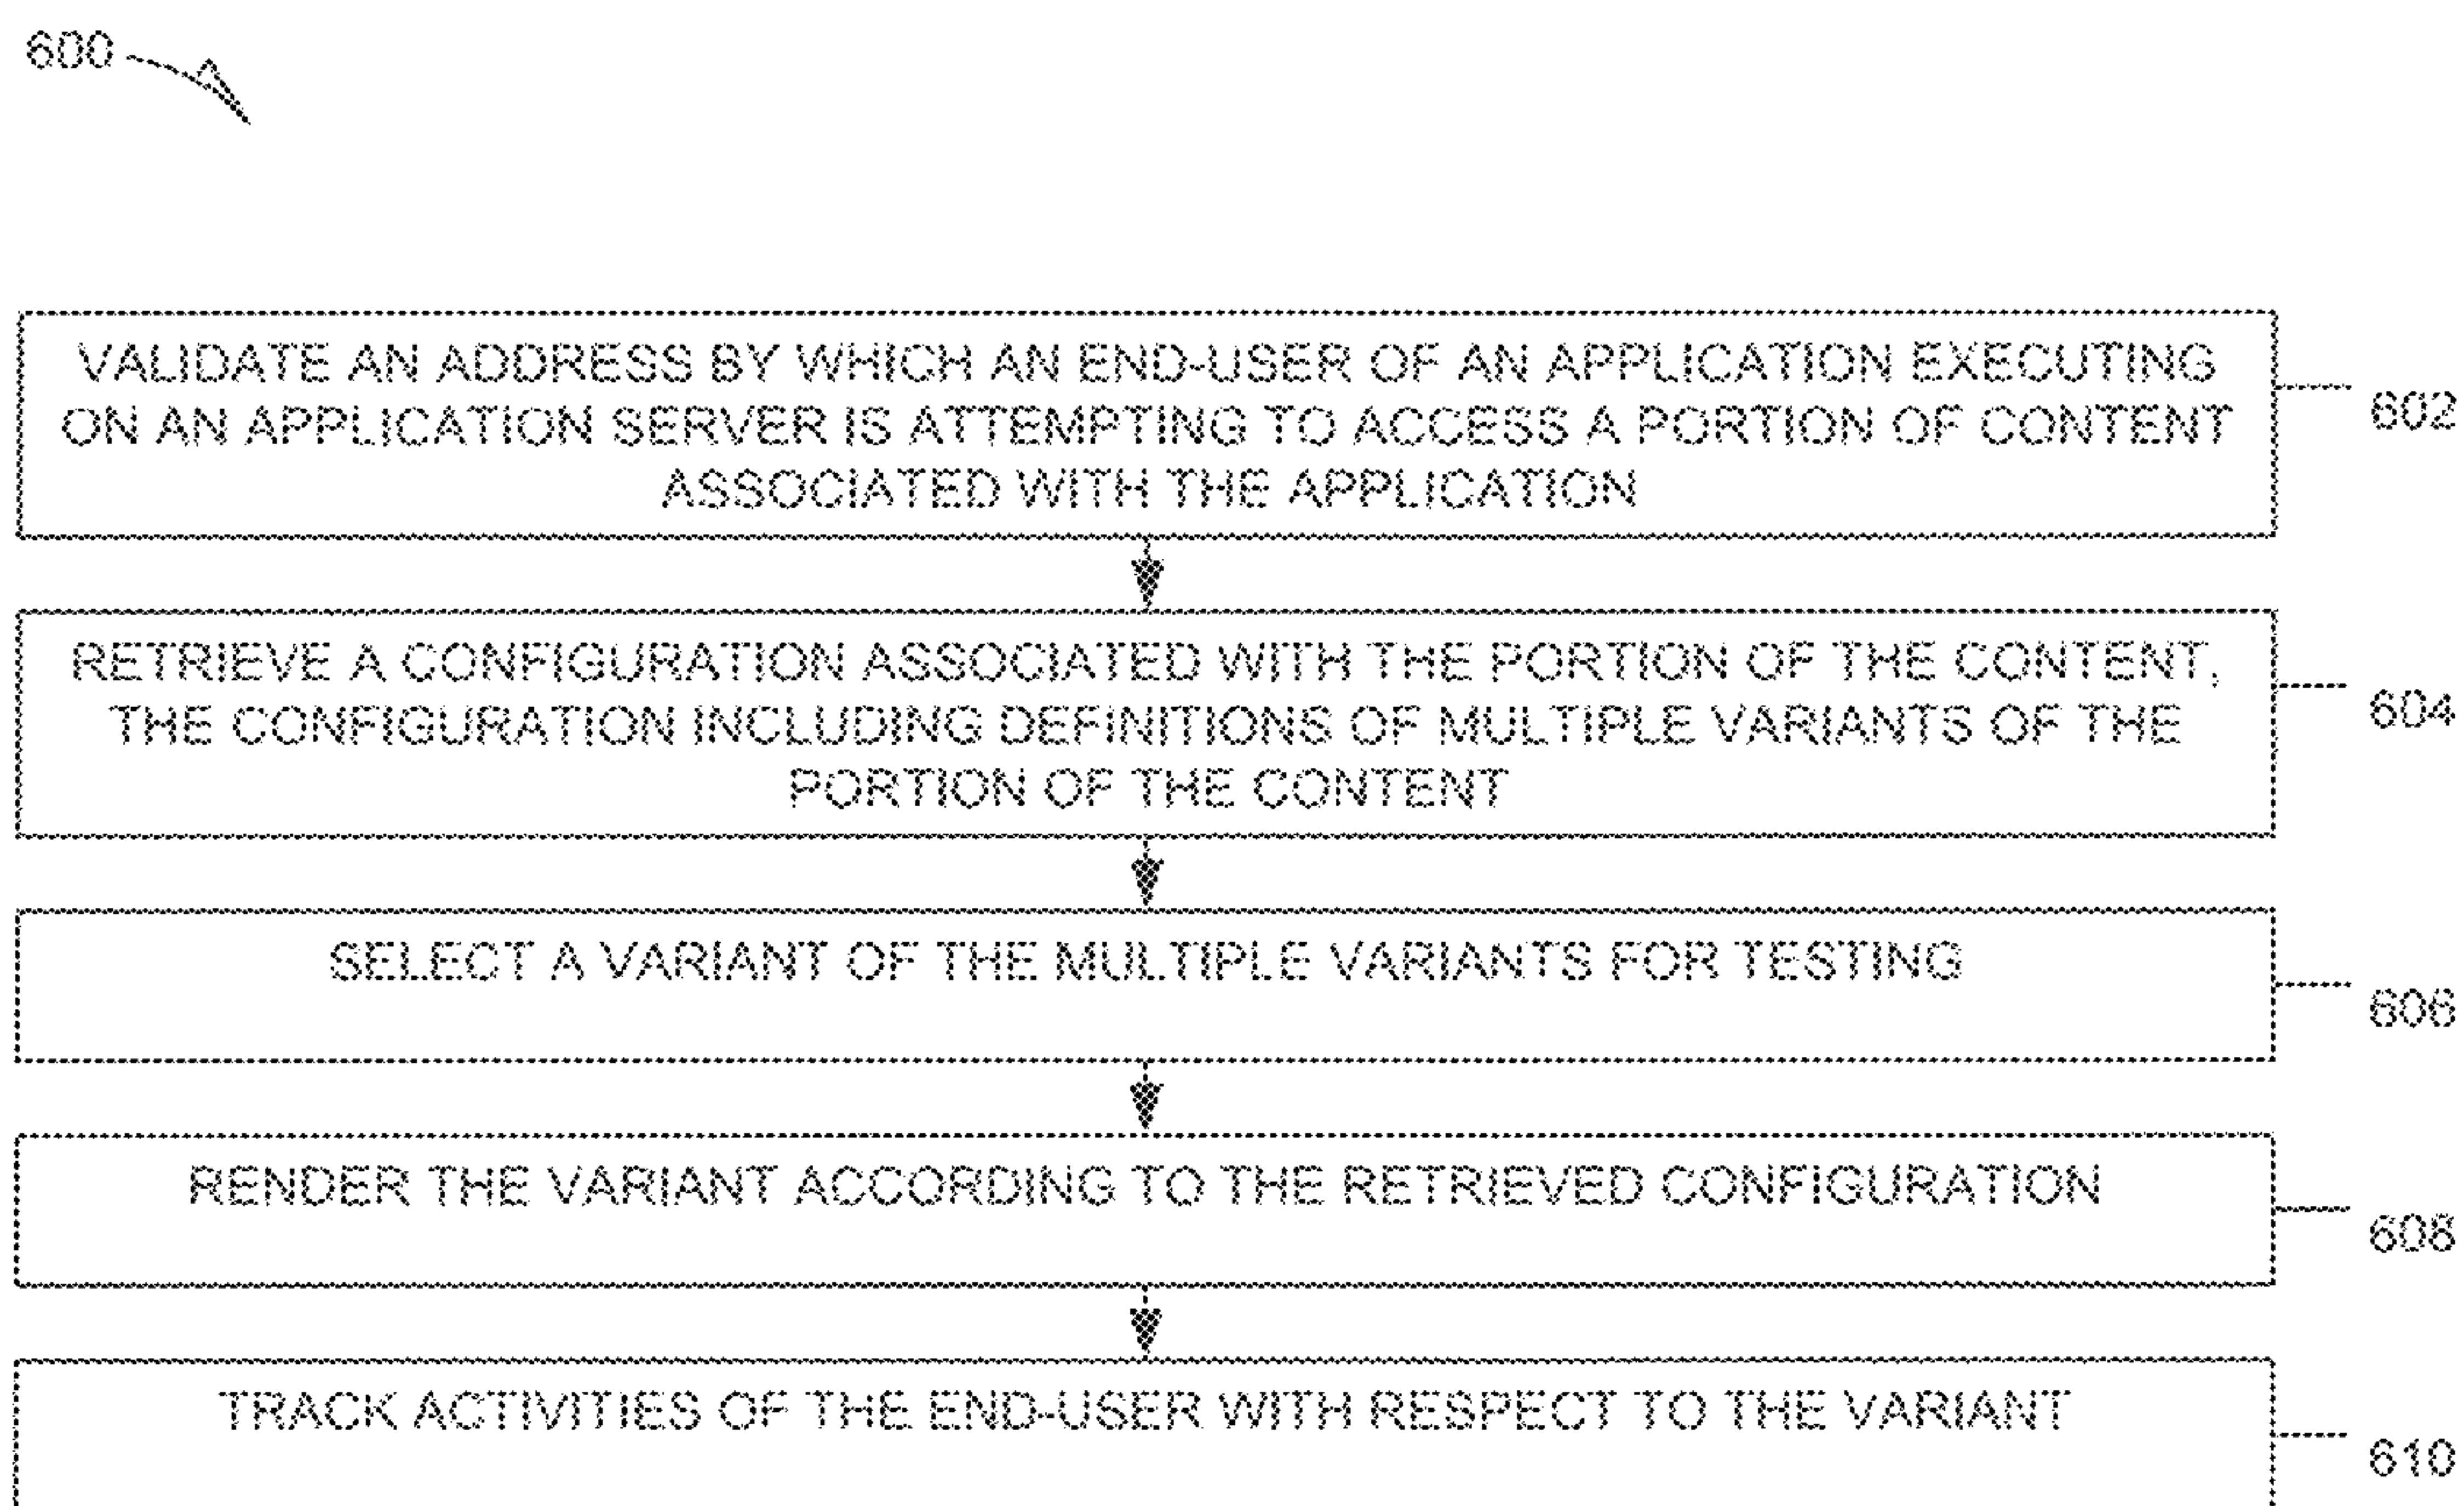 600
VALIDATE AN ADDRESS BY WHICH AN END-USER OF AN APPLICATION EXECUTING
ON AN APPLICATION SERVER IS ATTEMPTING TO ACCESS A PORTION OF CONTENT
ASSOCIATED WITH THE APPLICATION
602
RETRIEVE A CONFIGURATION ASSOCIATED WITH THE PORTION OF THE CONTENT,
THE CONFIGURATION INCLUDING DEFINITIONS OF MULTIPLE VARIANTS OF THE
PORTION OF THE CONTENT
604
SELECT A VARIANT OF THE MULTIPLE VARIANTS FOR TESTING
606
RENDER THE VARIANT ACCORDING TO THE RETRIEVED CONFIGURATION
608
TRACK ACTIVITIES OF THE END-USER WITH RESPECT TO THE VARIANT
610